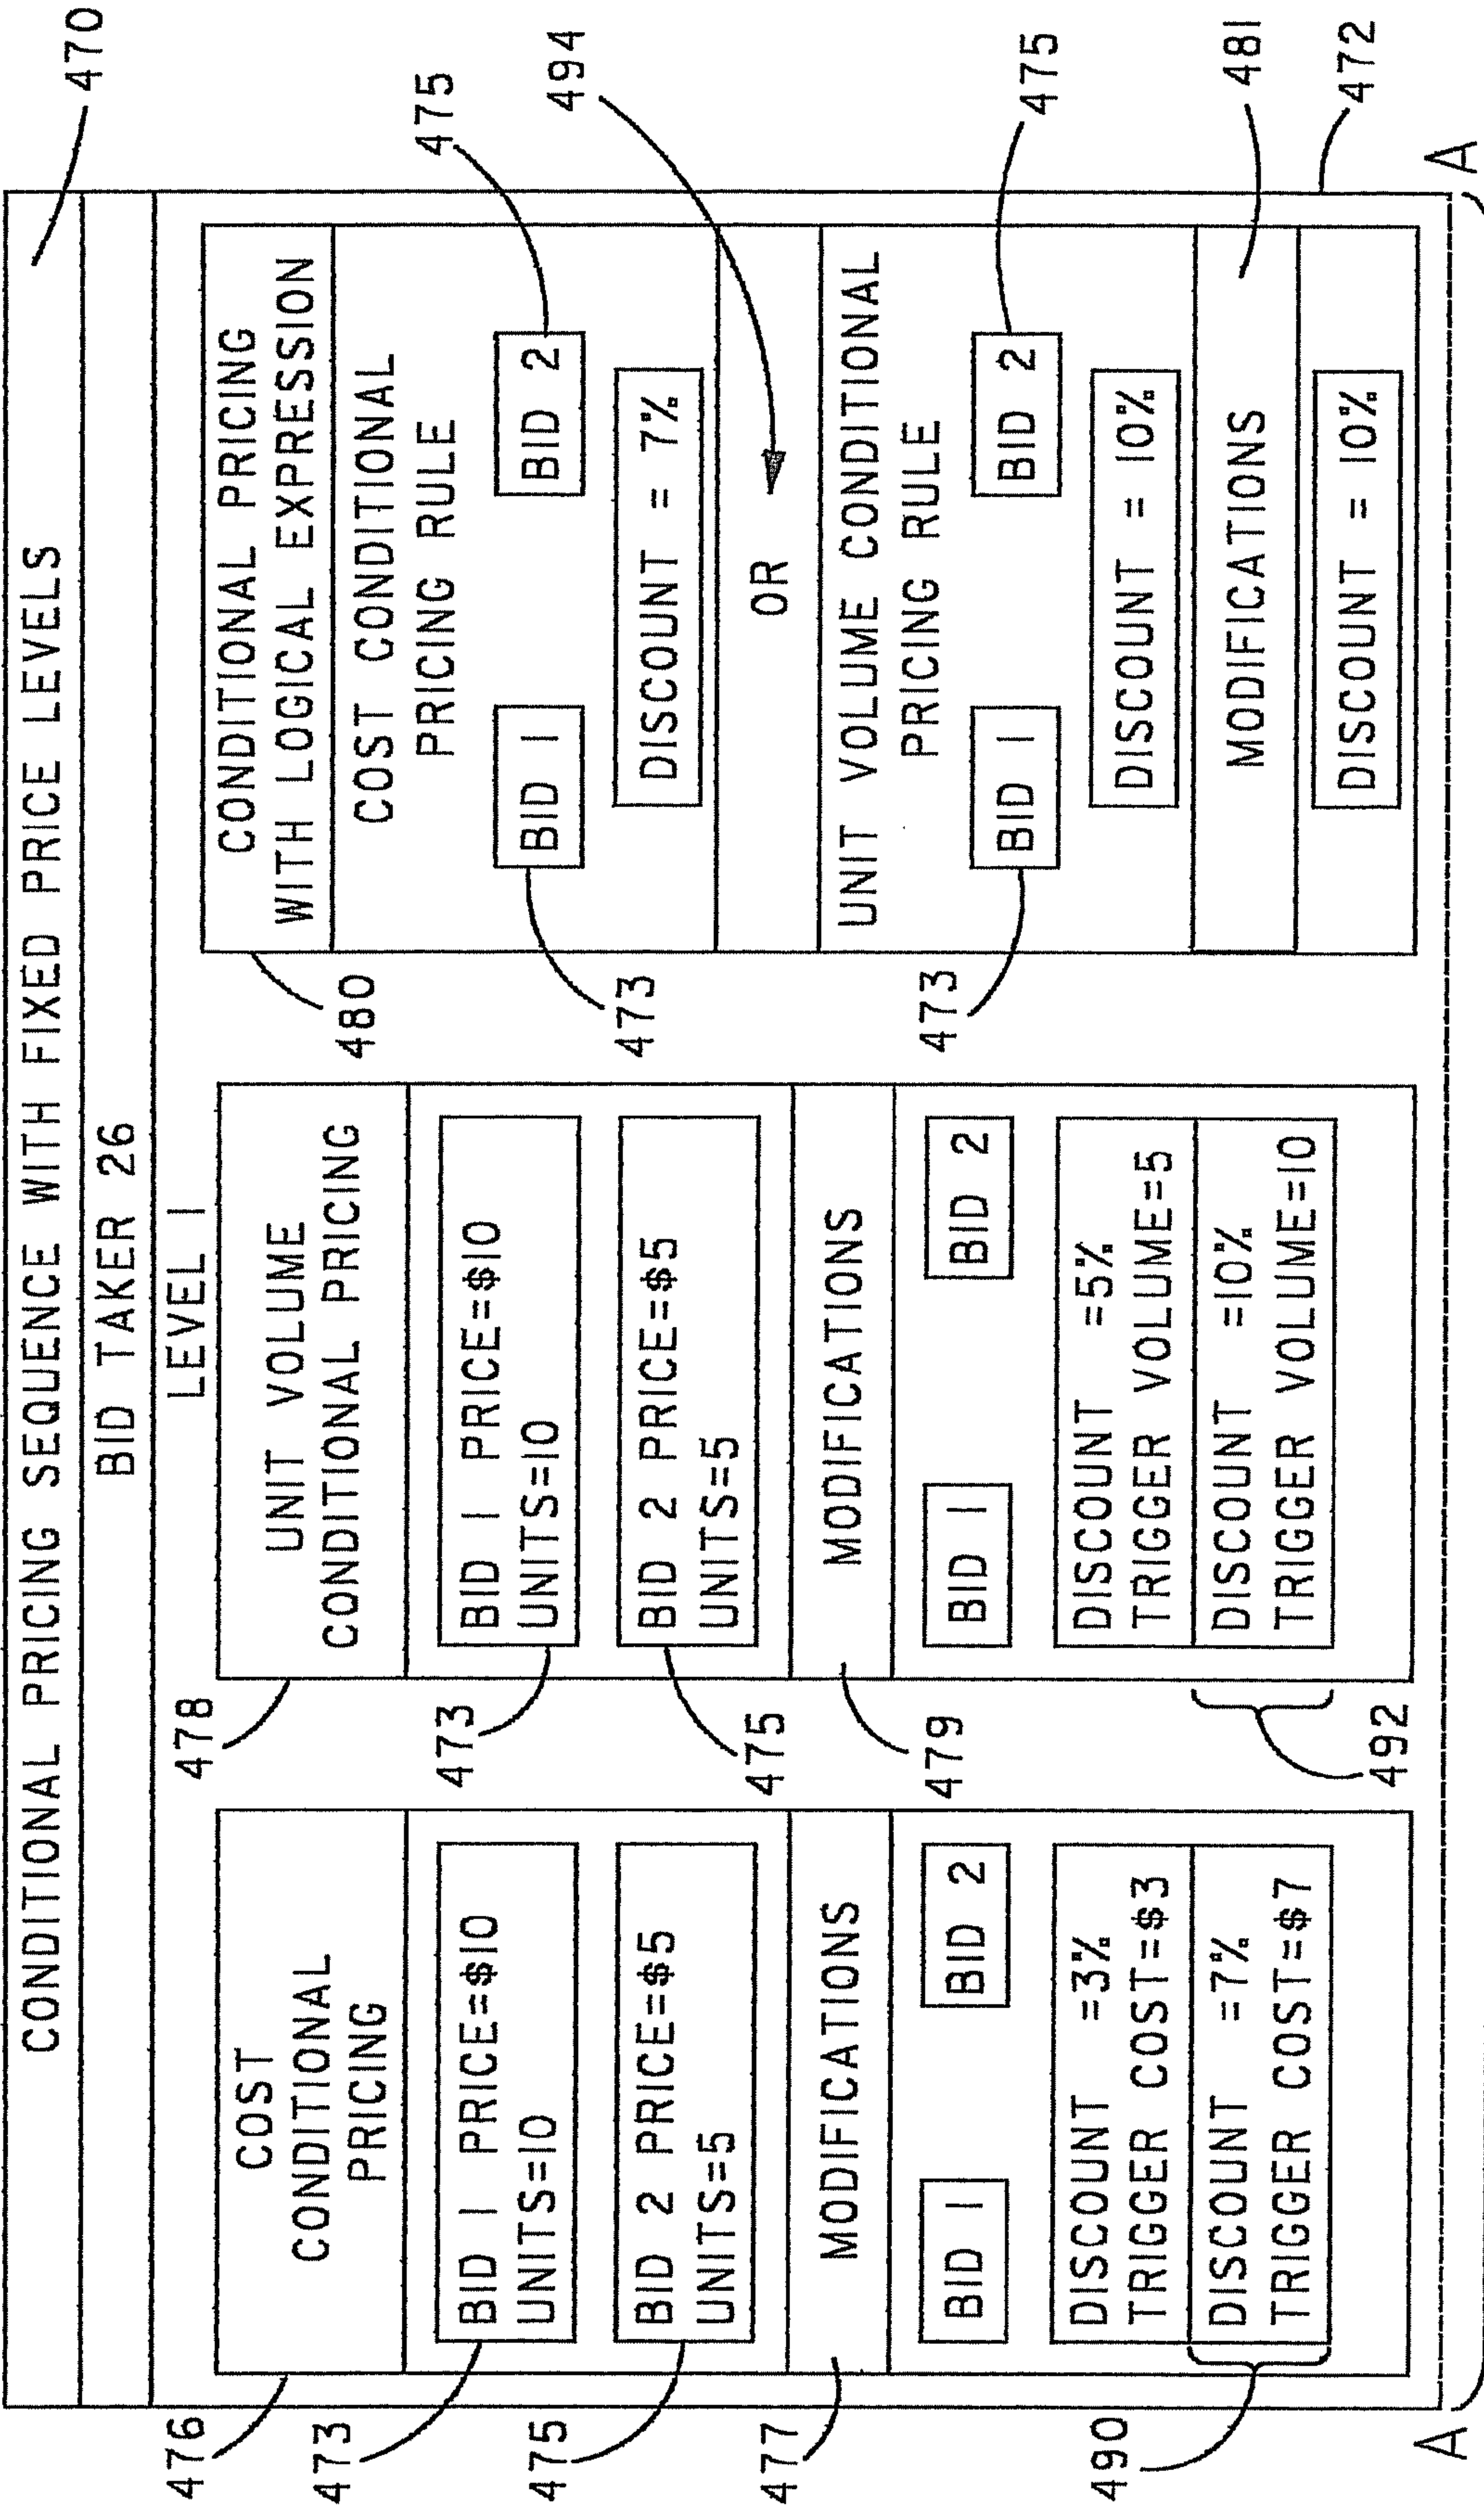 CONDITIONAL PRICING SEQUENCE WITH FIXED PRICE LEVELS
470
BID TAKER 26
LEVEL 1
476
COST
CONDITIONAL
PRICING
473
BID 1 PRICE=$10
UNITS=10
475
BID 2 PRICE=$5
UNITS=5
477
MODIFICATIONS
BID 1
BID 2
DISCOUNT =3%
TRIGGER COST=$3
490
DISCOUNT =7%
TRIGGER COST=$7
478
UNIT VOLUME
CONDITIONAL PRICING
473
BID 1 PRICE=$10
UNITS=10
475
BID 2 PRICE=$5
UNITS=5
479
MODIFICATIONS
BID 1
BID 2
DISCOUNT =5%
TRIGGER VOLUME=5
DISCOUNT =10%
TRIGGER VOLUME=10
492
480
CONDITIONAL PRICING
WITH LOGICAL EXPRESSION
COST CONDITIONAL
PRICING RULE
475
BID 1
BID 2
473
DISCOUNT = 7%
494
OR
UNIT VOLUME CONDITIONAL
PRICING RULE
473
BID 1
BID 2
475
DISCOUNT = 10%
MODIFICATIONS
481
DISCOUNT = 10%
472
A
A